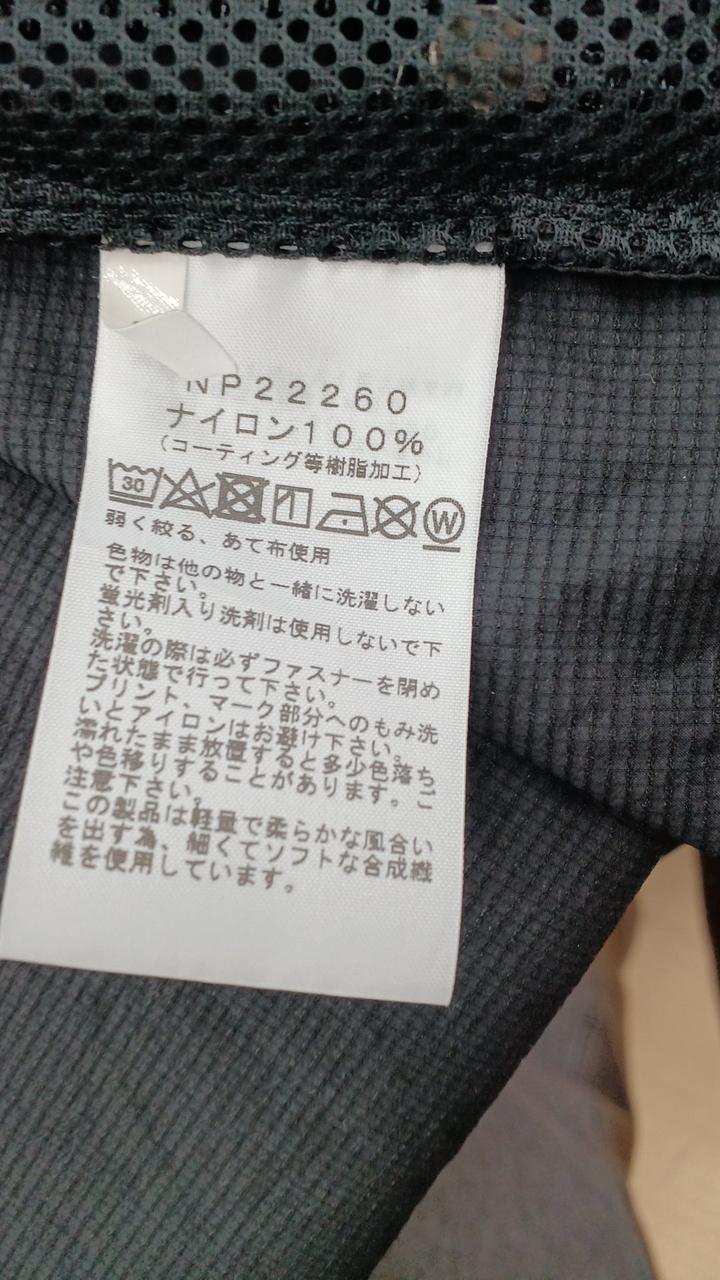 NP22260
ナイロン100%
(コーティング等樹脂加工)
30
W
弱く絞る、あて布使用
色物は他の物と一緒に洗濯しない
で下さい。
蛍光剤入り洗剤は使用しないで下
さい。
洗濯の際は必ずファスナーを閉め
た状態で行って下さい。
プリント、マーク部分へのもみ洗
いとアイロンはお避け下さい。
濡れたまま放置すると多少色落ち
や色移りすることがあります。ご
注意下さい。
この製品は軽量で柔らかな風合い
を出す為、細くてソフトな合成繊
維を使用しています。